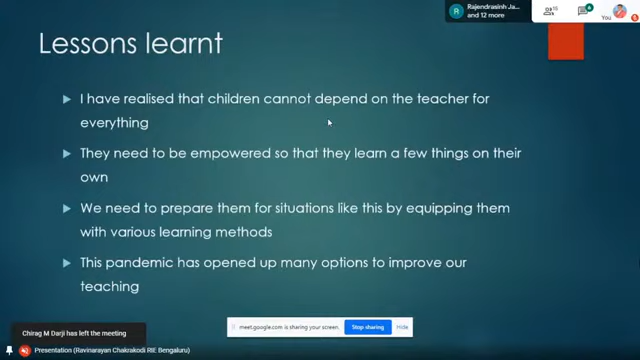 Rajendrasinh Ja...
and 12 more
R
15
6
You
Lessons learnt
I have realised that children cannot depend on the teacher for
everything
They need to be empowered so that they learn a few things on their
own
We need to prepare them for situations like this by equipping them
with various learning methods
This pandemic has opened up many options to improve our
teaching
meet.google.com is sharing your screen.
Stop sharing
Hide
Chirag M Darji has left the meeting
Presentation (Ravinarayan Chakrakodi RIE Bengaluru)